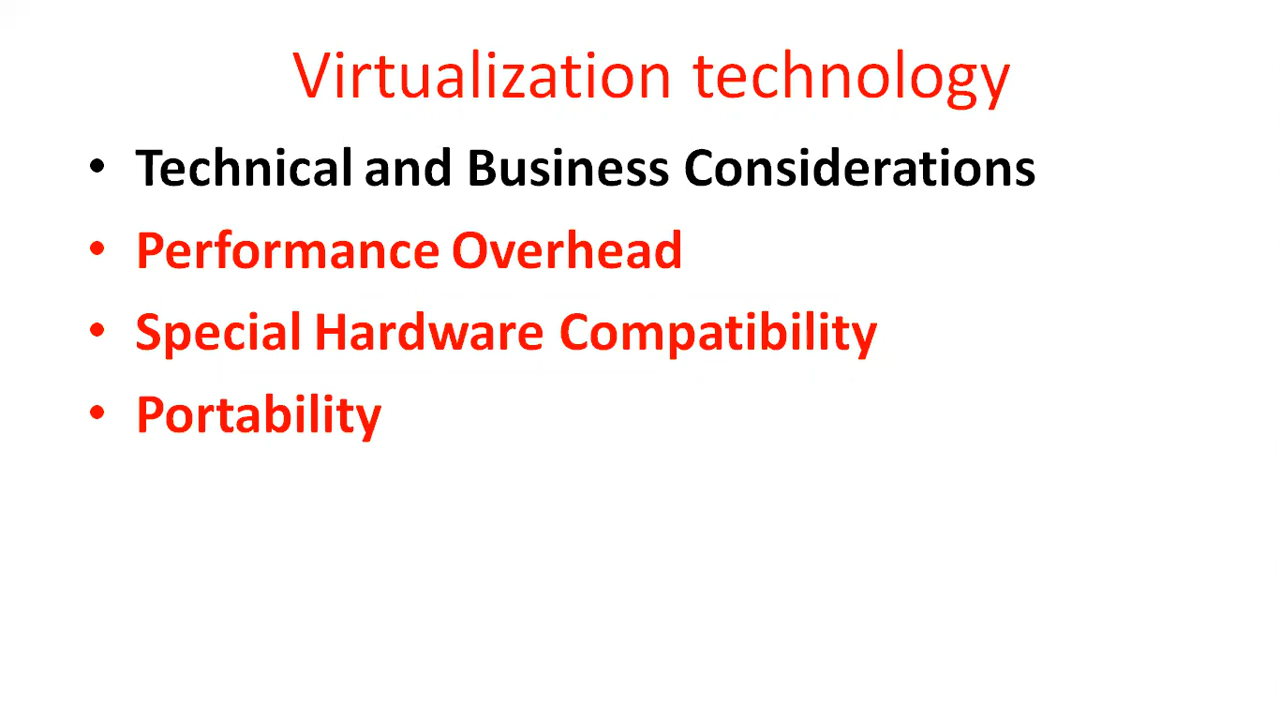 Virtualization technology
• Technical and Business Considerations
• Performance Overhead
• Special Hardware Compatibility
• Portability